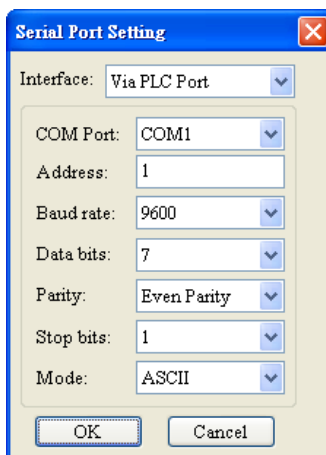 Serial Port Setting
Interface: Via PLC Port
COM Port: COM1
Address: 1
Baud rate: 9600
Data bits: 7
Parity: Even Parity
Stop bits: 1
Mode: ASCII
OK Cancel